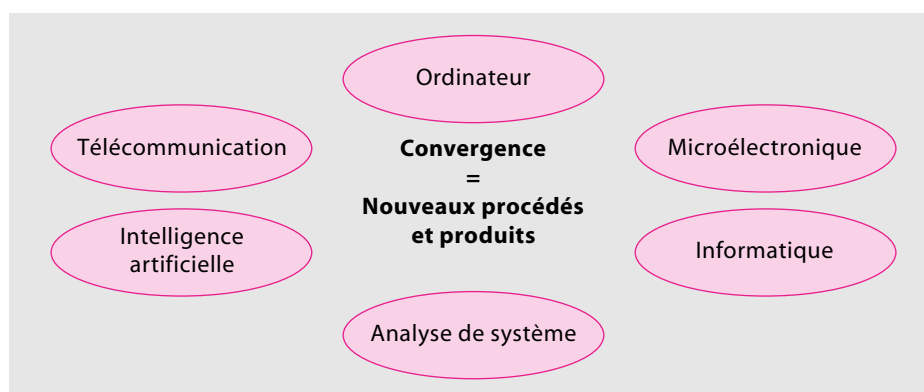 Ordinateur
Télécommunication
Convergence
=
Nouveaux procédés
et produits
Microélectronique
Intelligence
artificielle
Informatique
Analyse de système